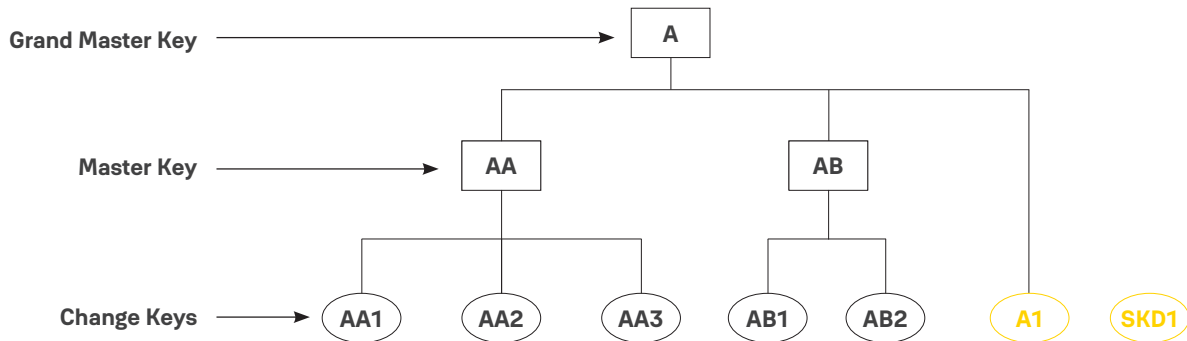 Grand Master Key A
Master Key AA AB
Change Keys AA1 AA2 AA3 AB1 AB2 A1 SKD1